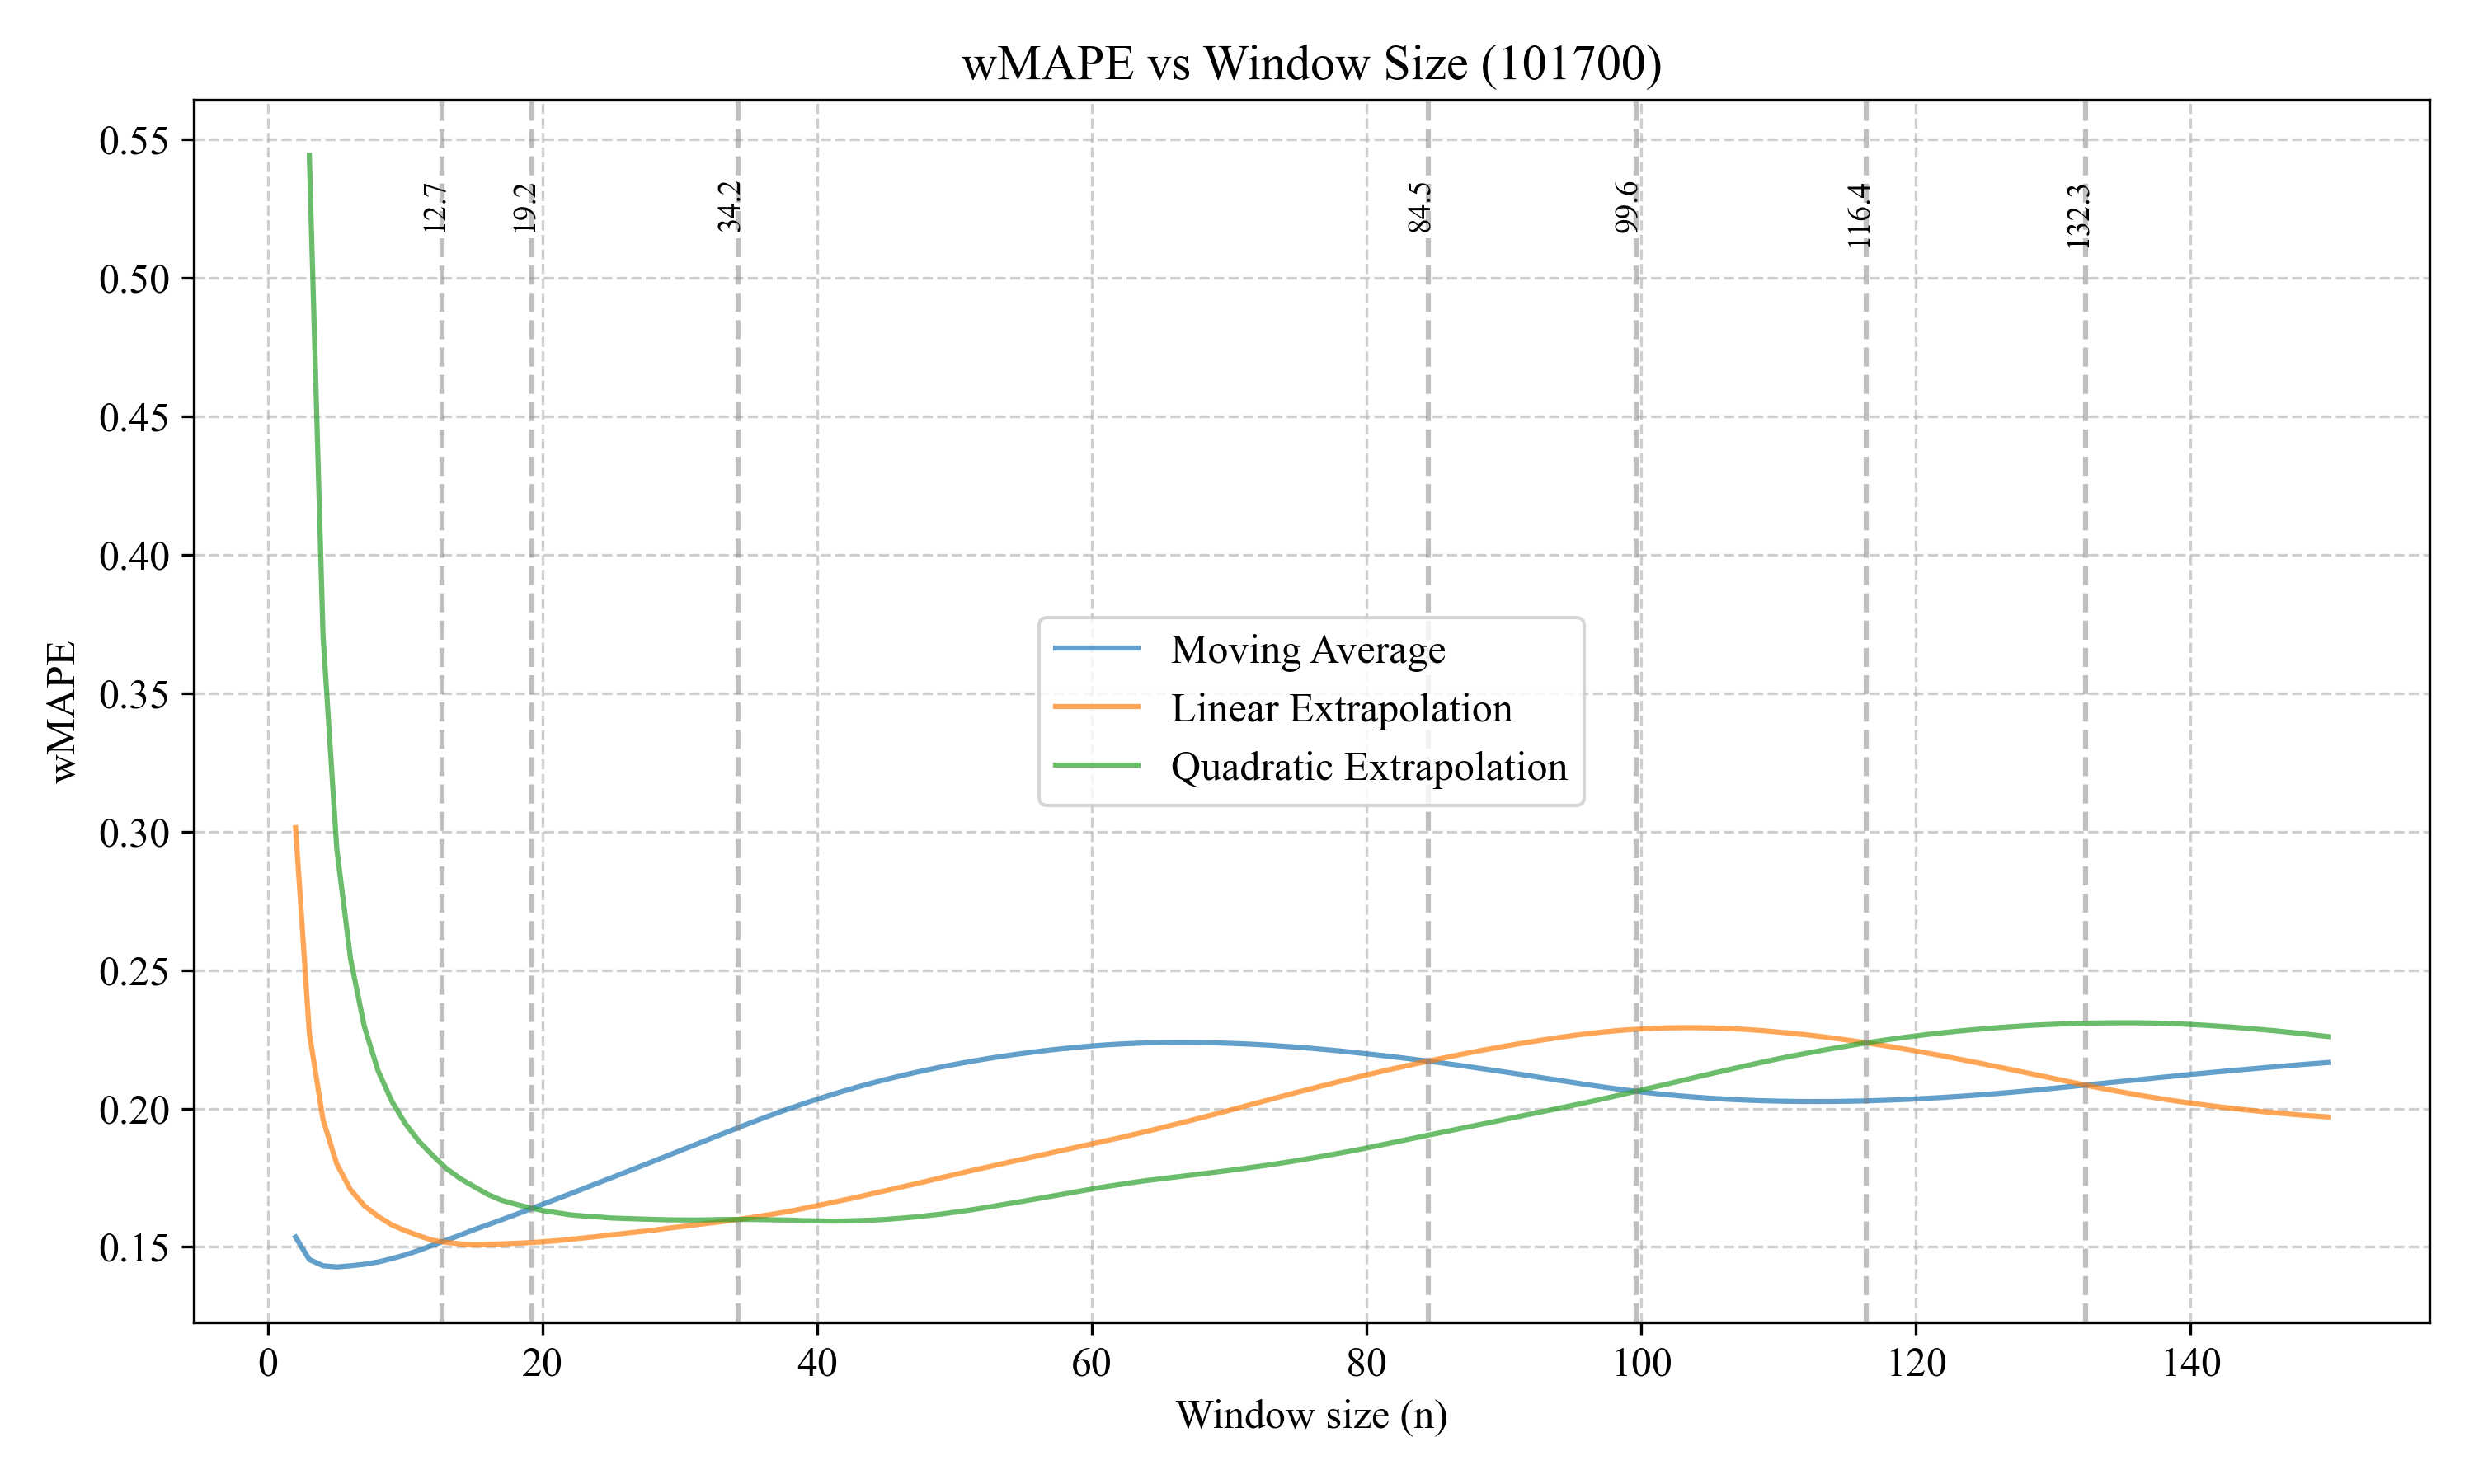 wMAPE vs Window Size (101700)
0.55
0.50
0.45
0.40
0.35
0.30
0.25
0.20
0.15
wMAPE
12.7
19.2
34.2
84.5
99.6
116.4
132.3
Moving Average
Linear Extrapolation
Quadratic Extrapolation
0 20 40 60 80 100 120 140
Window size (n)